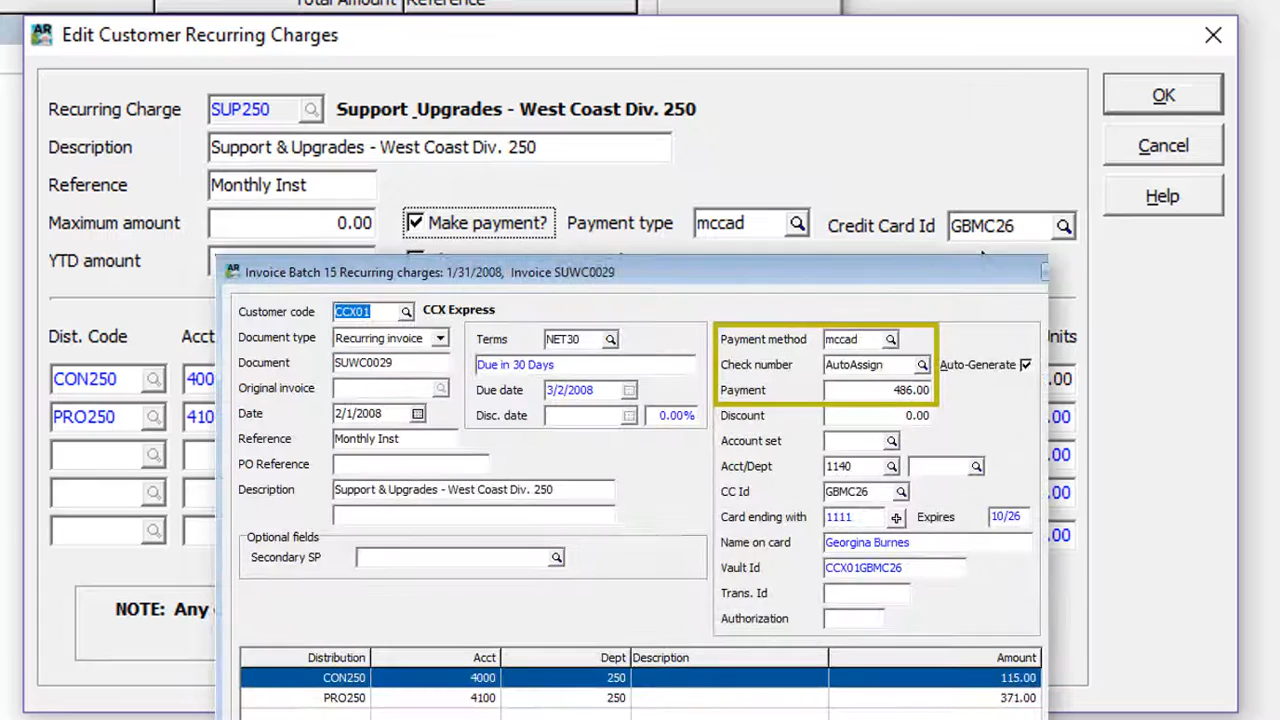 Total Amount Reference
AR Edit Customer Recurring Charges
Recurring Charge SUP250 Support _Upgrades - West Coast Div. 250
OK
Description Support & Upgrades - West Coast Div. 250
Cancel
Reference Monthly Inst
Help
Maximum amount 0.00 Make payment? Payment type mccad Credit Card Id GBMC26
YTD amount
Dist. Code Acct
CON250 400 .00
PRO250 410 .00
.00
.00
.00
NOTE: Any
AR Invoice Batch 15 Recurring charges: 1/31/2008, Invoice SUWC0029
Customer code CCX01 CCX Express
Document type Recurring invoice
Document SUWC0029
Original invoice
Date 2/1/2008
Reference Monthly Inst
PO Reference
Description Support & Upgrades - West Coast Div. 250
Optional fields
Secondary SP
Terms NET30
Due in 30 Days
Due date 3/2/2008
Disc. date 0.00%
Payment method mccad
Check number AutoAssign Auto-Generate
Payment 486.00
Discount 0.00
Account set
Acct/Dept 1140
CC Id GBMC26
Card ending with 1111 Expires 10/26
Name on card Georgina Burnes
Vault Id CCX01GBMC26
Trans. Id
Authorization
Distribution Acct Dept Description Amount
CON250 4000 250 115.00
PRO250 4100 250 371.00